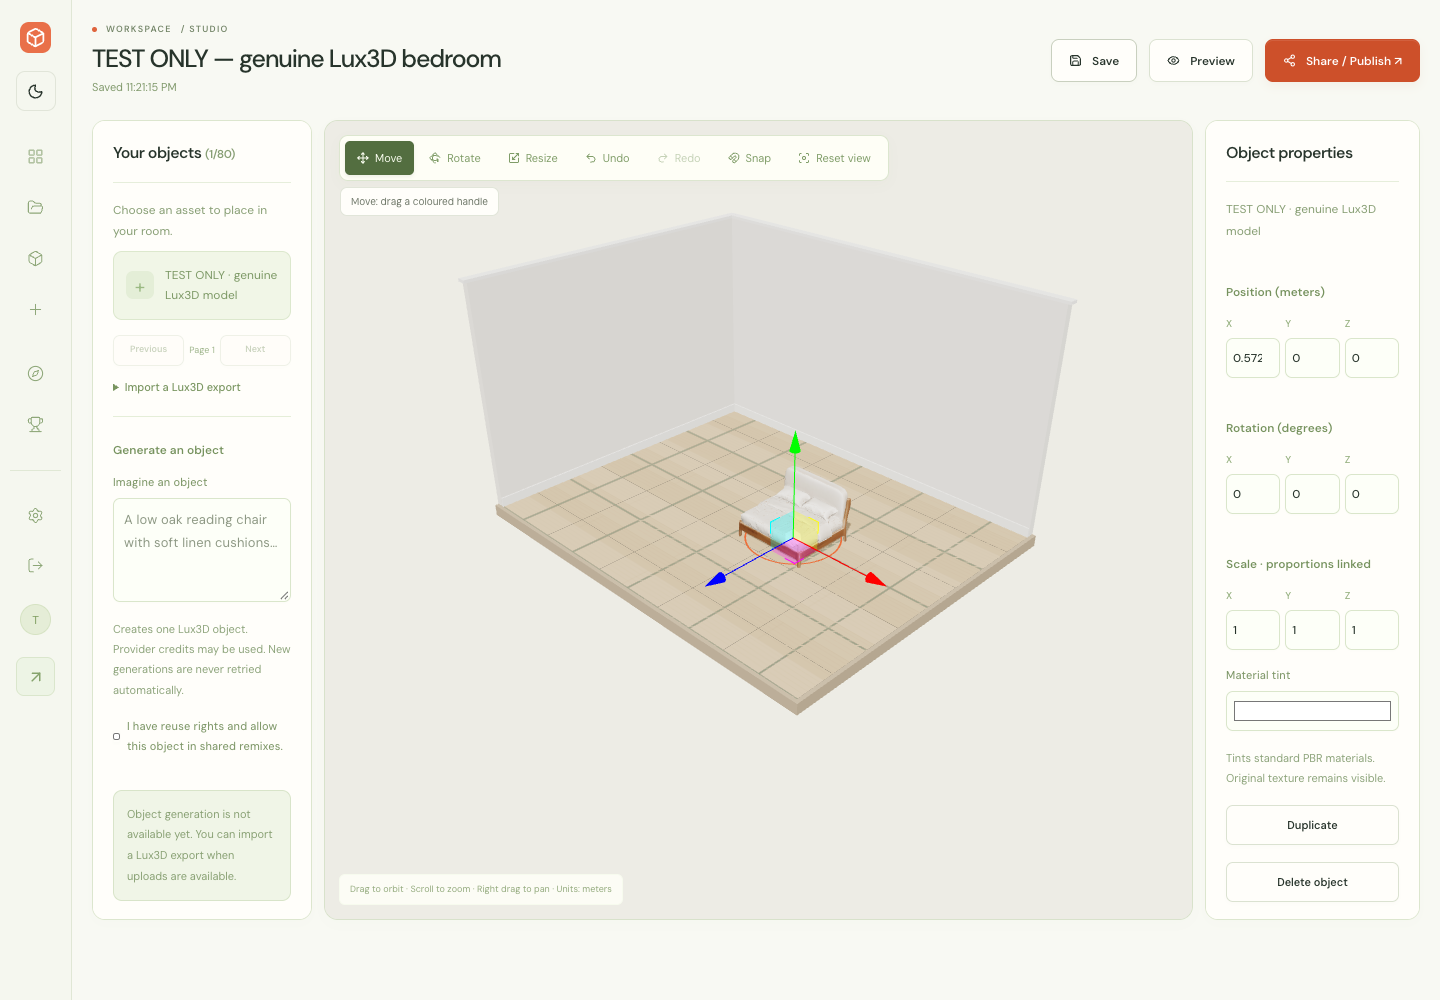 WORKSPACE / STUDIO
TEST ONLY — genuine Lux3D bedroom
Saved 11:21:15 PM
Save
Preview
Share / Publish
Your objects (1/80)
Choose an asset to place in
your room.
+
TEST ONLY · genuine
Lux3D model
Previous
Page 1
Next
Import a Lux3D export
Generate an object
Imagine an object
A low oak reading chair
with soft linen cushions...
Creates one Lux3D object.
Provider credits may be used. New
generations are never retried
automatically.
I have reuse rights and allow
this object in shared remixes.
Object generation is not
available yet. You can import
a Lux3D export when
uploads are available.
T
Move
Rotate
Resize
Undo
Redo
Snap
Reset view
Move: drag a coloured handle
Drag to orbit · Scroll to zoom · Right drag to pan · Units: meters
Object properties
TEST ONLY · genuine Lux3D
model
Position (meters)
X Y Z
0.572 0 0
Rotation (degrees)
X Y Z
0 0 0
Scale · proportions linked
X Y Z
1 1 1
Material tint
Tints standard PBR materials.
Original texture remains visible.
Duplicate
Delete object